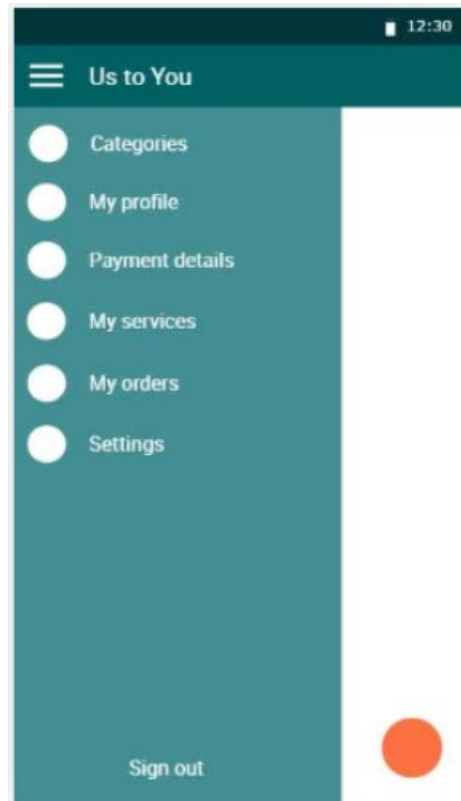 12:30
Us to You
Categories
My profile
Payment details
My services
My orders
Settings
Sign out